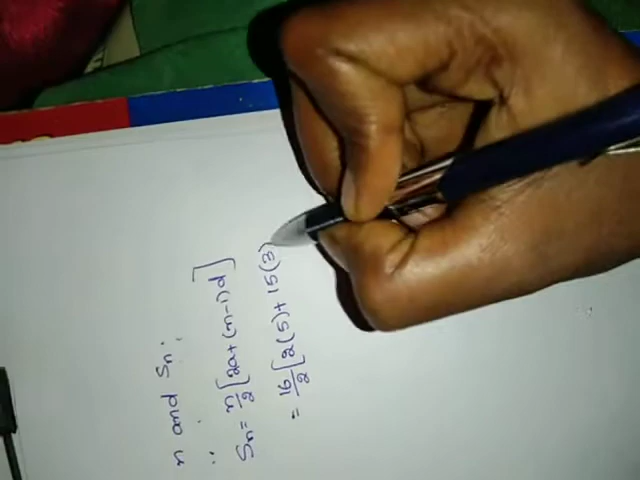 n and Sn:
∵
Sn = n/2 [2a+(n-1)d]
= 16/2 [2(5)+15(3)